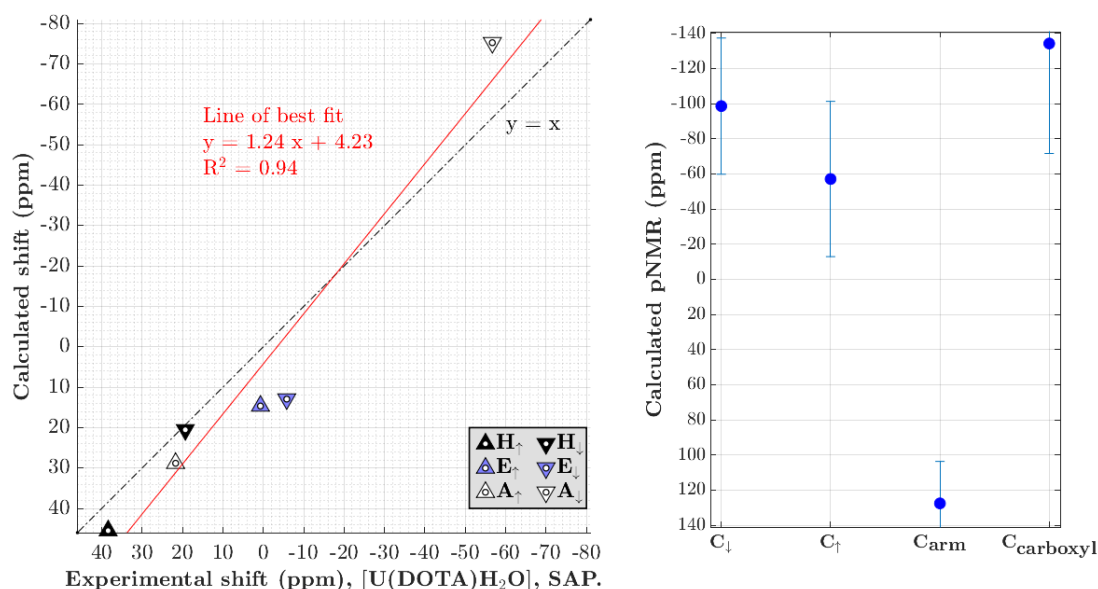 -80
-70
-60
-50
-40
-30
-20
-10
0
10
20
30
40
Calculated shift (ppm)
Line of best fit
y = 1.24 x + 4.23
R² = 0.94
y = x
H↑ H↓
E↑ E↓
A↑ A↓
40 30 20 10 0 -10 -20 -30 -40 -50 -60 -70 -80
Experimental shift (ppm), [U(DOTA)H₂O], SAP.
-140
-120
-100
-80
-60
-40
-20
0
20
40
60
80
100
120
140
Calculated pNMR (ppm)
C↓ C↑ Carm Ccarboxyl